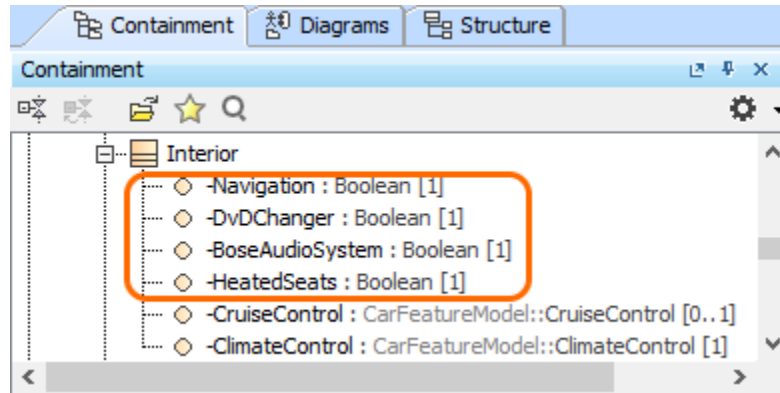 Containment Diagrams Structure
Containment
Interior
-Navigation : Boolean [1]
-DvDChanger : Boolean [1]
-BoseAudioSystem : Boolean [1]
-HeatedSeats : Boolean [1]
-CruiseControl : CarFeatureModel::CruiseControl [0..1]
-ClimateControl : CarFeatureModel::ClimateControl [1]